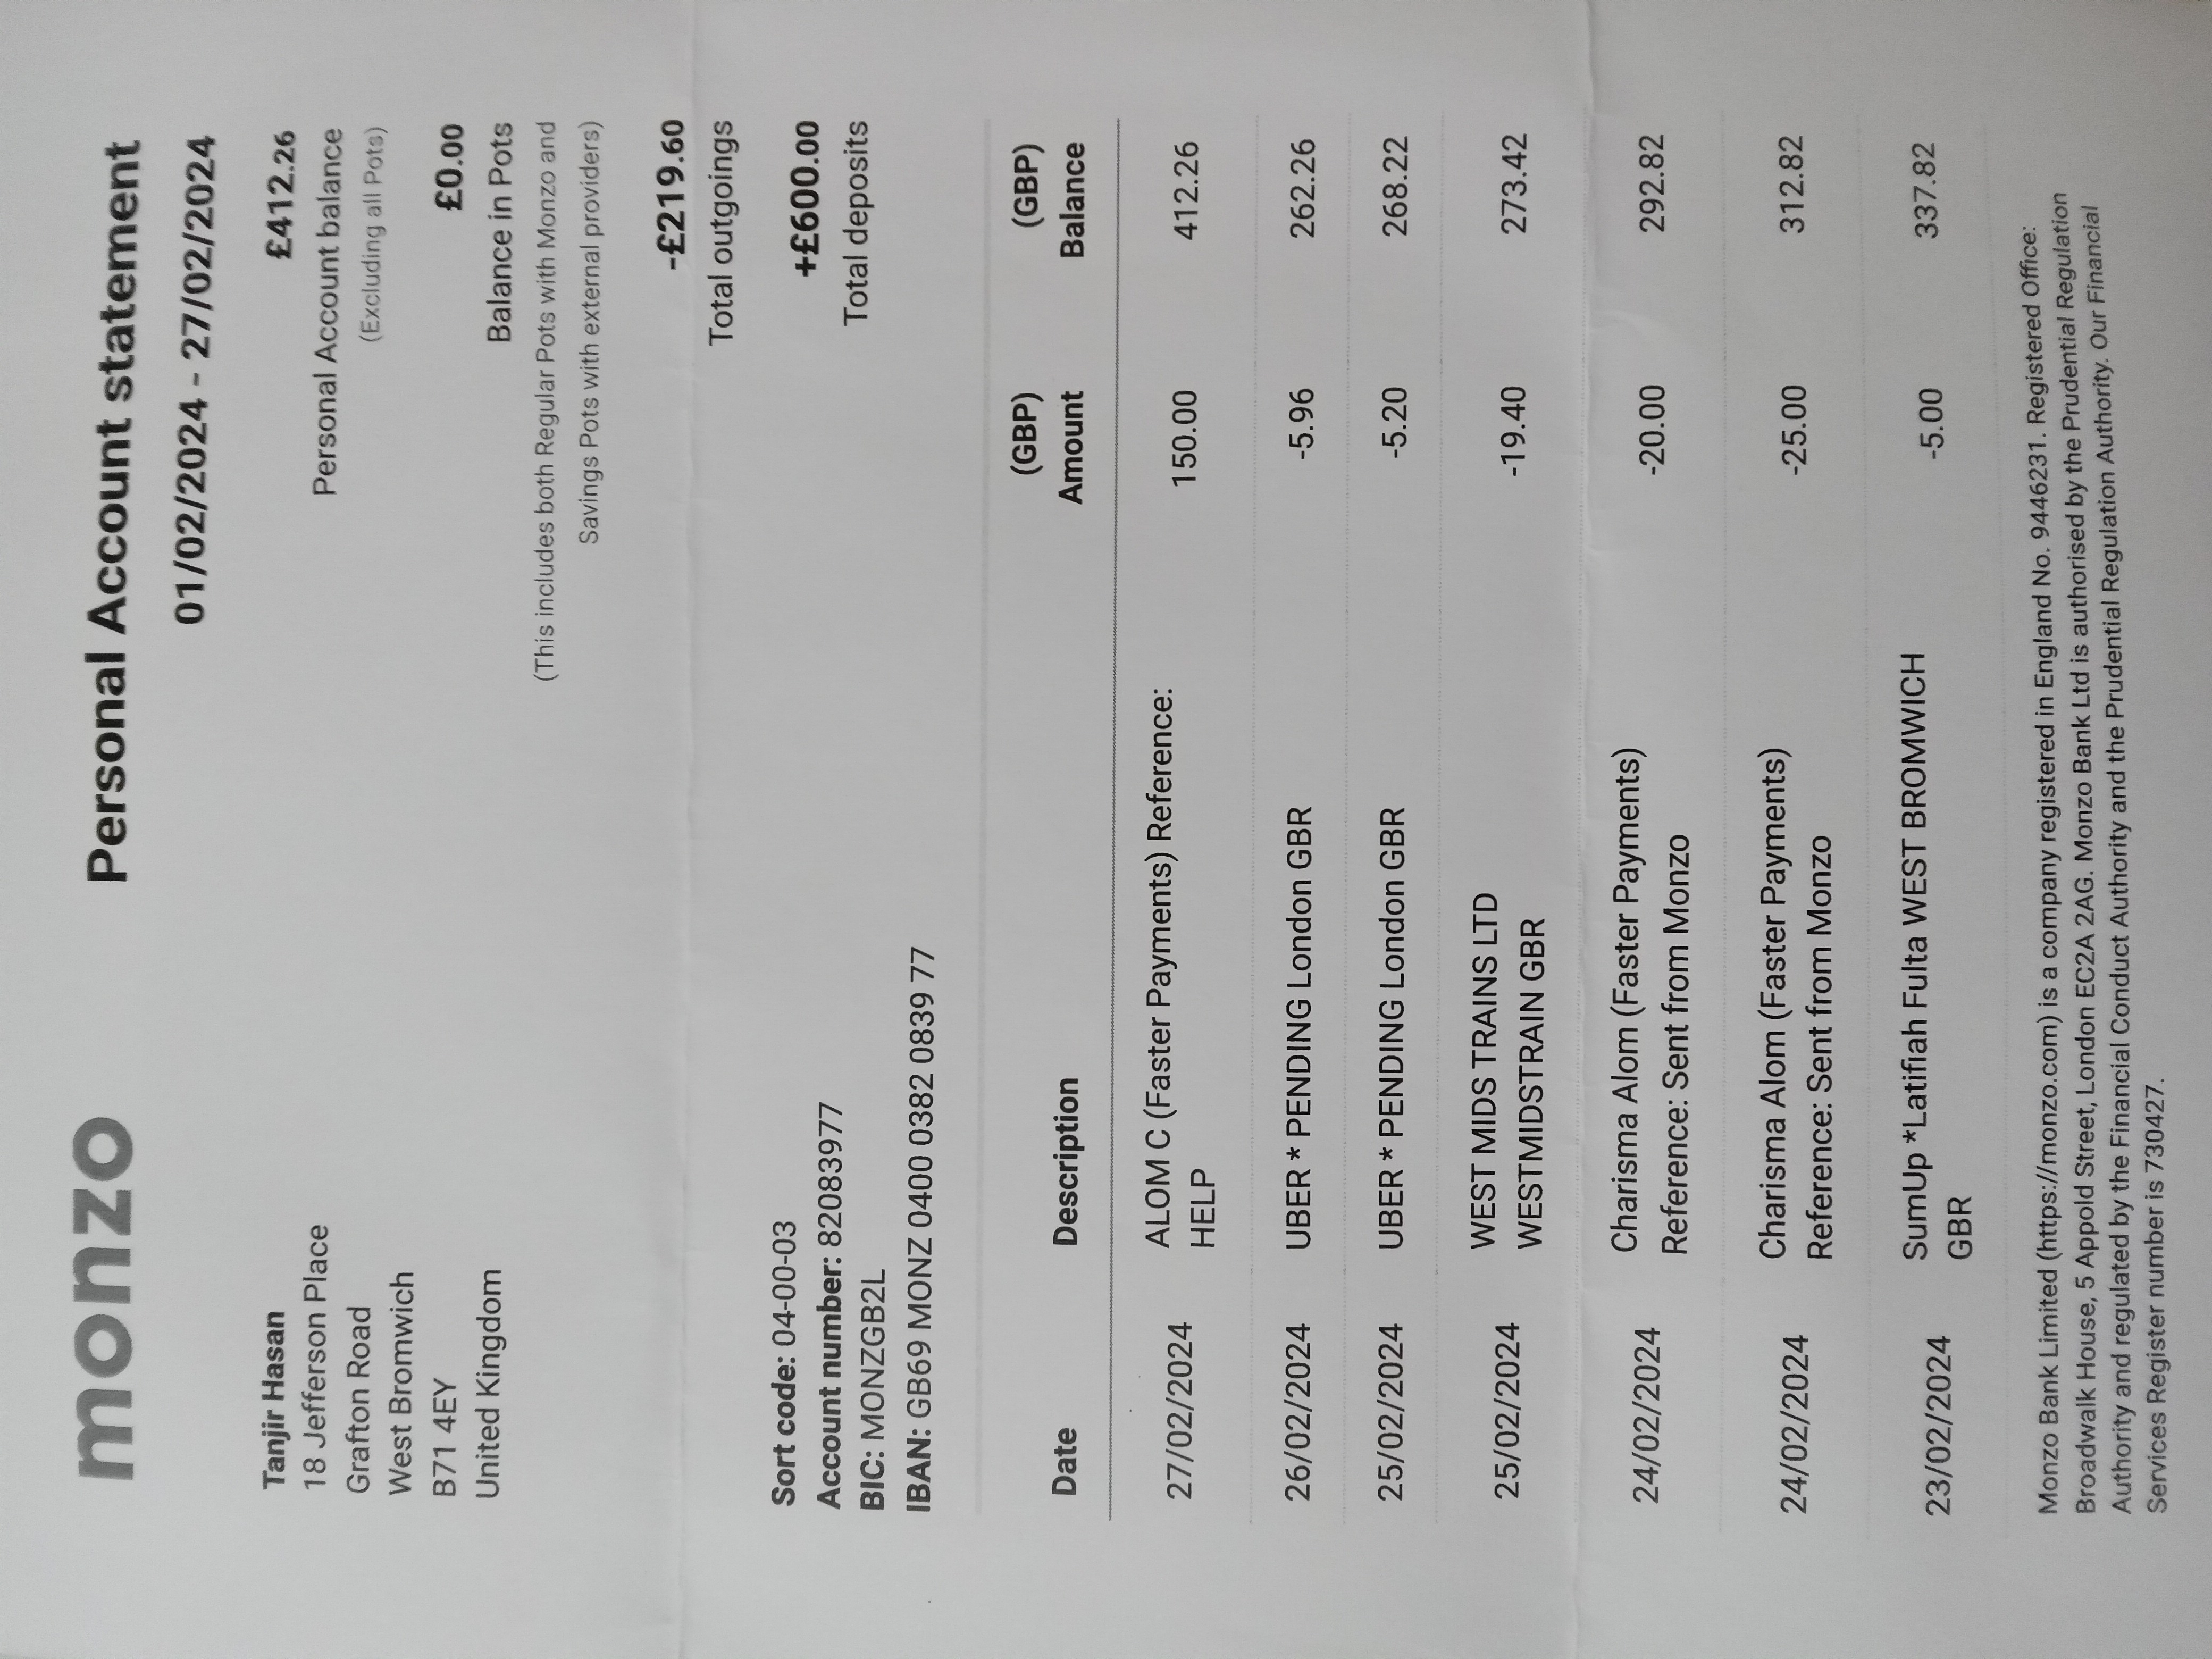 monzo
Personal Account statement
01/02/2024 - 27/02/2024
Tanjir Hasan
18 Jefferson Place
Grafton Road
West Bromwich
B71 4EY
United Kingdom
£412.26
Personal Account balance
(Excluding all Pots)
£0.00
Balance in Pots
(This includes both Regular Pots with Monzo and
Savings Pots with external providers)
-£219.60
Total outgoings
+£600.00
Total deposits
Sort code: 04-00-03
Account number: 82083977
BIC: MONZGB2L
IBAN: GB69 MONZ 0400 0382 0839 77
(GBP) (GBP)
Date Description Amount Balance
ALOM C (Faster Payments) Reference:
27/02/2024 150.00 412.26
HELP
26/02/2024 UBER * PENDING London GBR -5.96 262.26
25/02/2024 UBER * PENDING London GBR -5.20 268.22
WEST MIDS TRAINS LTD
25/02/2024 -19.40 273.42
WESTMIDSTRAIN GBR
Charisma Alom (Faster Payments)
24/02/2024 -20.00 292.82
Reference: Sent from Monzo
Charisma Alom (Faster Payments)
24/02/2024 -25.00 312.82
Reference: Sent from Monzo
SumUp *Latifiah Fulta WEST BROMWICH
23/02/2024 -5.00 337.82
GBR
Monzo Bank Limited (https://monzo.com) is a company registered in England No. 9446231. Registered Office:
Broadwalk House, 5 Appold Street, London EC2A 2AG. Monzo Bank Ltd is authorised by the Prudential Regulation
Authority and regulated by the Financial Conduct Authority and the Prudential Regulation Authority. Our Financial
Services Register number is 730427.